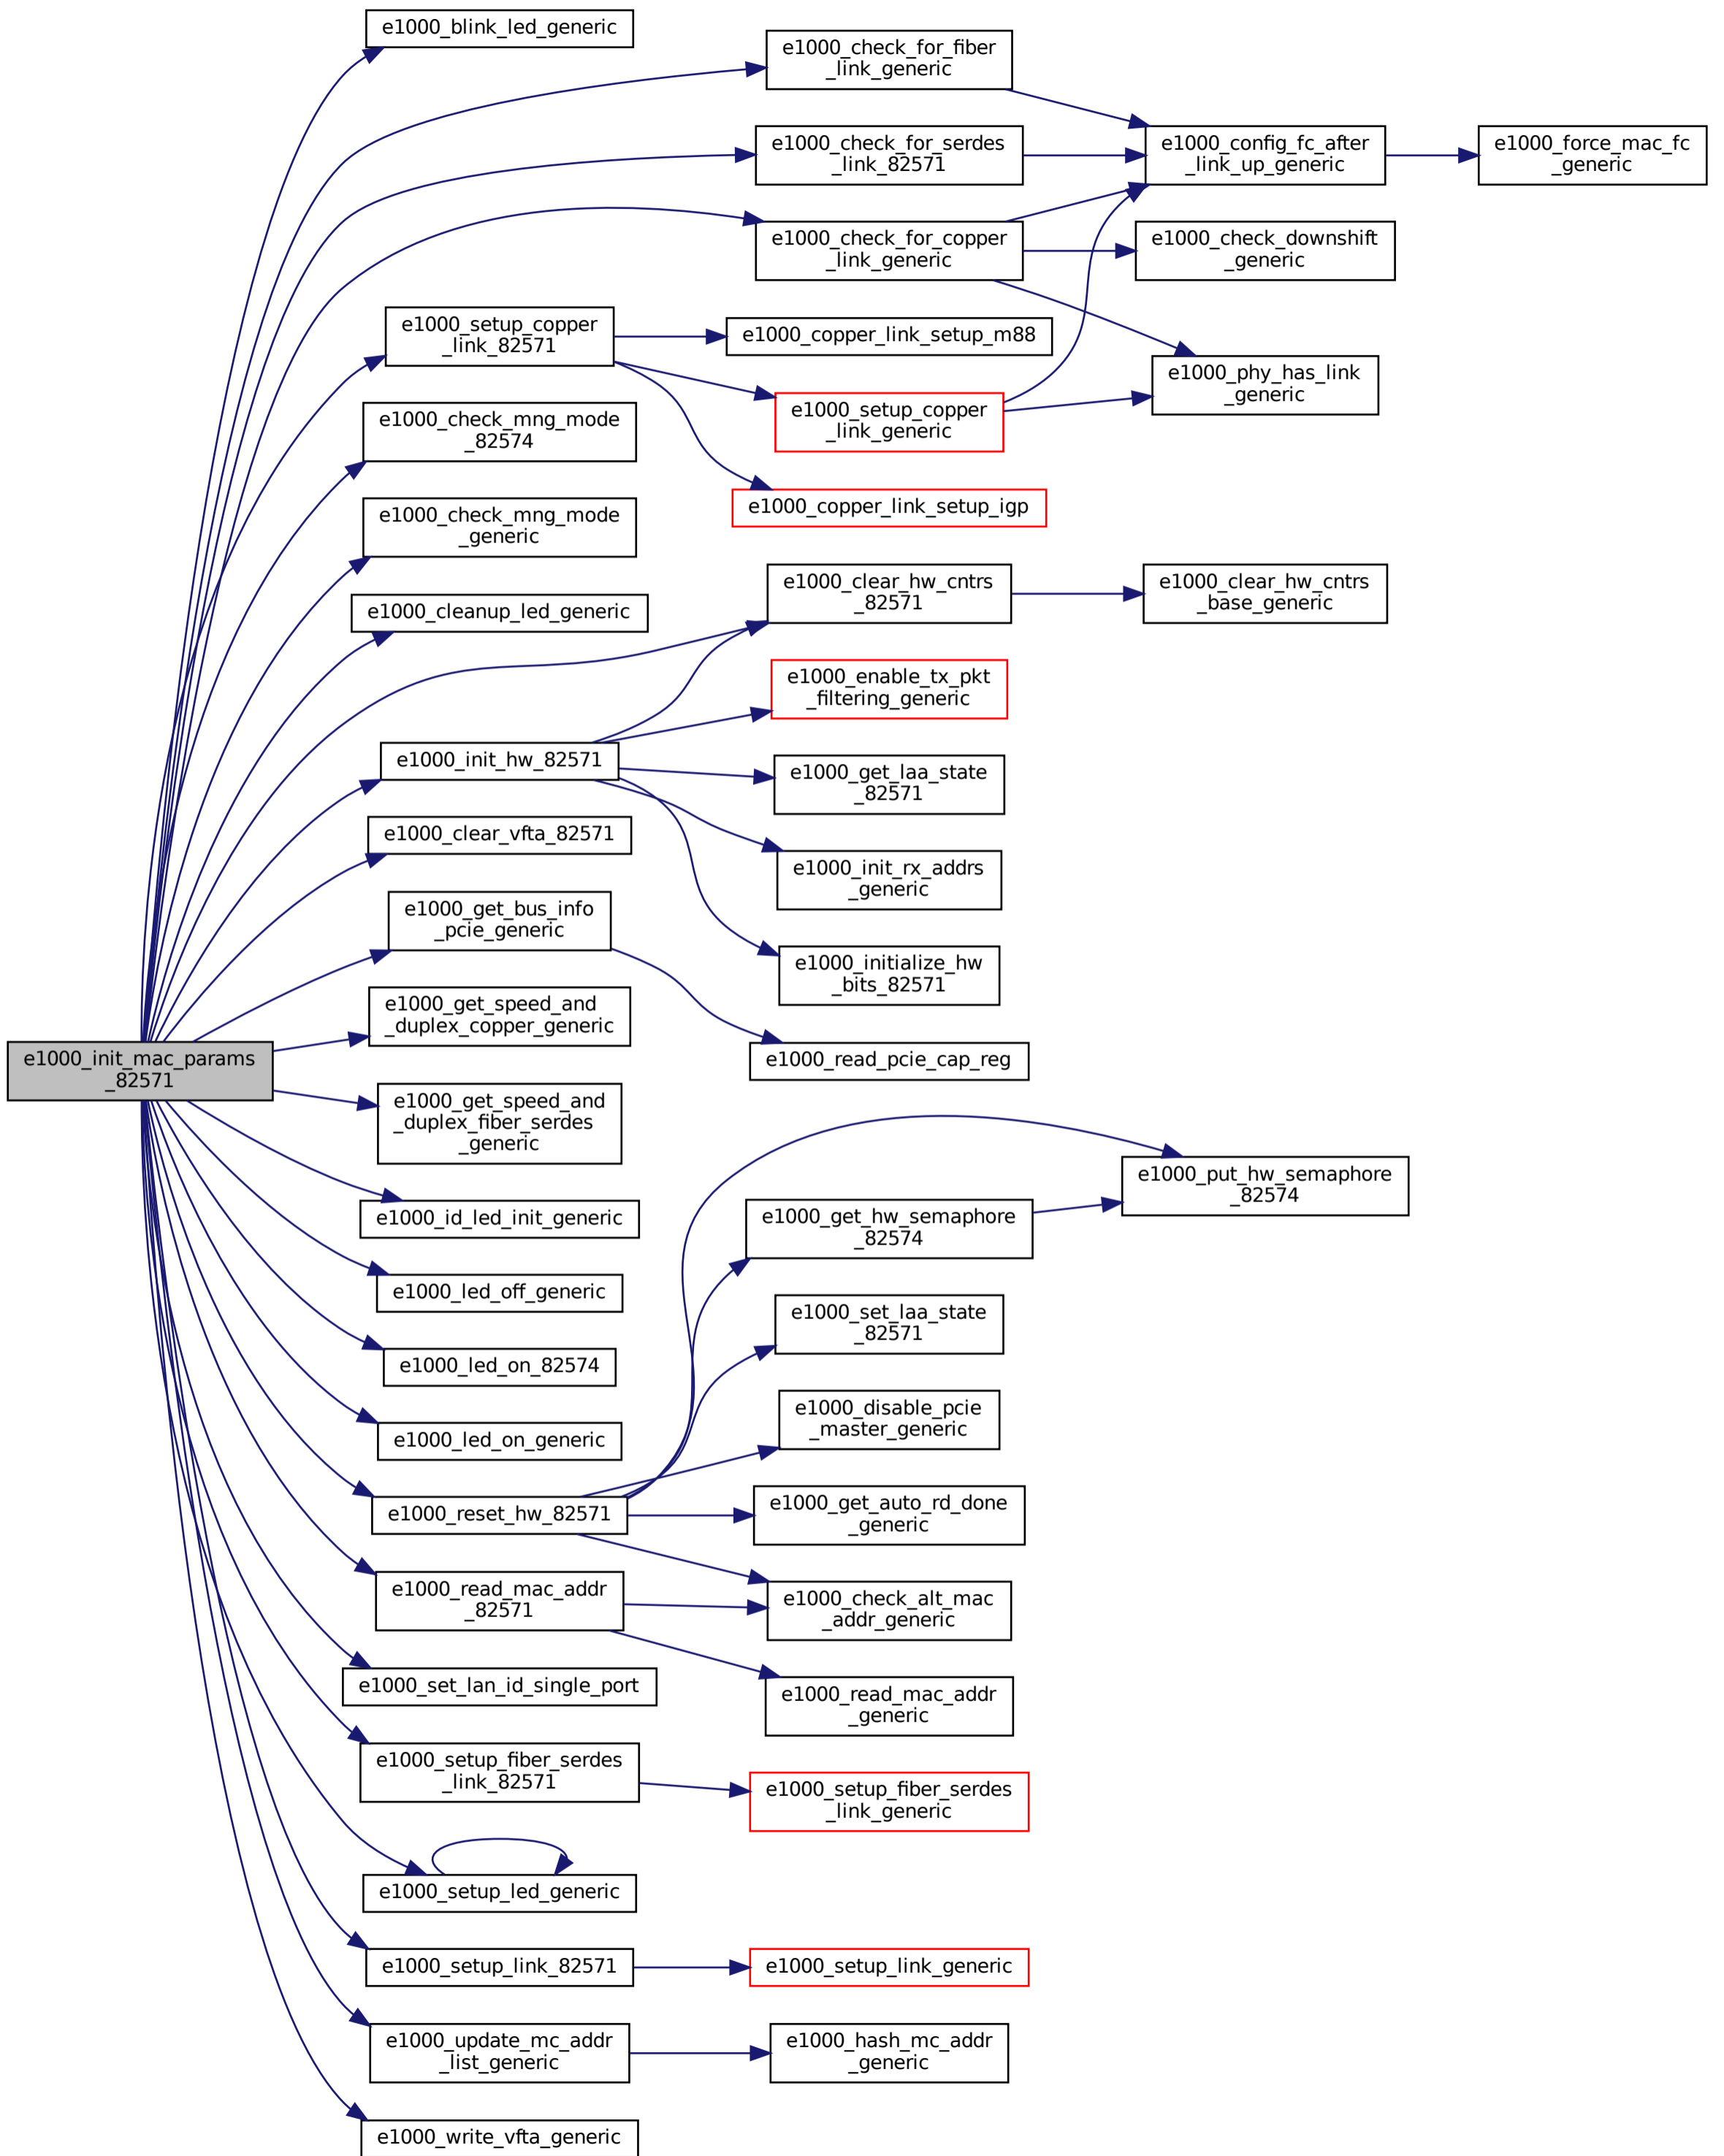 e1000_blink_led_generic
e1000_check_for_fiber
_link_generic
e1000_check_for_serdes
_link_82571
e1000_config_fc_after
_link_up_generic
e1000_force_mac_fc
_generic
e1000_check_for_copper
_link_generic
e1000_check_downshift
_generic
e1000_setup_copper
_link_82571
e1000_copper_link_setup_m88
e1000_phy_has_link
_generic
e1000_check_mng_mode
_82574
e1000_setup_copper
_link_generic
e1000_check_mng_mode
_generic
e1000_copper_link_setup_igp
e1000_cleanup_led_generic
e1000_clear_hw_cntrs
_82571
e1000_clear_hw_cntrs
_base_generic
e1000_enable_tx_pkt
_filtering_generic
e1000_init_hw_82571
e1000_get_laa_state
_82571
e1000_clear_vfta_82571
e1000_init_rx_addrs
_generic
e1000_get_bus_info
_pcie_generic
e1000_initialize_hw
_bits_82571
e1000_get_speed_and
_duplex_copper_generic
e1000_read_pcie_cap_reg
e1000_init_mac_params
_82571
e1000_get_speed_and
_duplex_fiber_serdes
_generic
e1000_put_hw_semaphore
_82574
e1000_id_led_init_generic
e1000_get_hw_semaphore
_82574
e1000_led_off_generic
e1000_set_laa_state
_82571
e1000_led_on_82574
e1000_disable_pcie
_master_generic
e1000_led_on_generic
e1000_reset_hw_82571
e1000_get_auto_rd_done
_generic
e1000_read_mac_addr
_82571
e1000_check_alt_mac
_addr_generic
e1000_set_lan_id_single_port
e1000_read_mac_addr
_generic
e1000_setup_fiber_serdes
_link_82571
e1000_setup_fiber_serdes
_link_generic
e1000_setup_led_generic
e1000_setup_link_82571
e1000_setup_link_generic
e1000_update_mc_addr
_list_generic
e1000_hash_mc_addr
_generic
e1000_write_vfta_generic